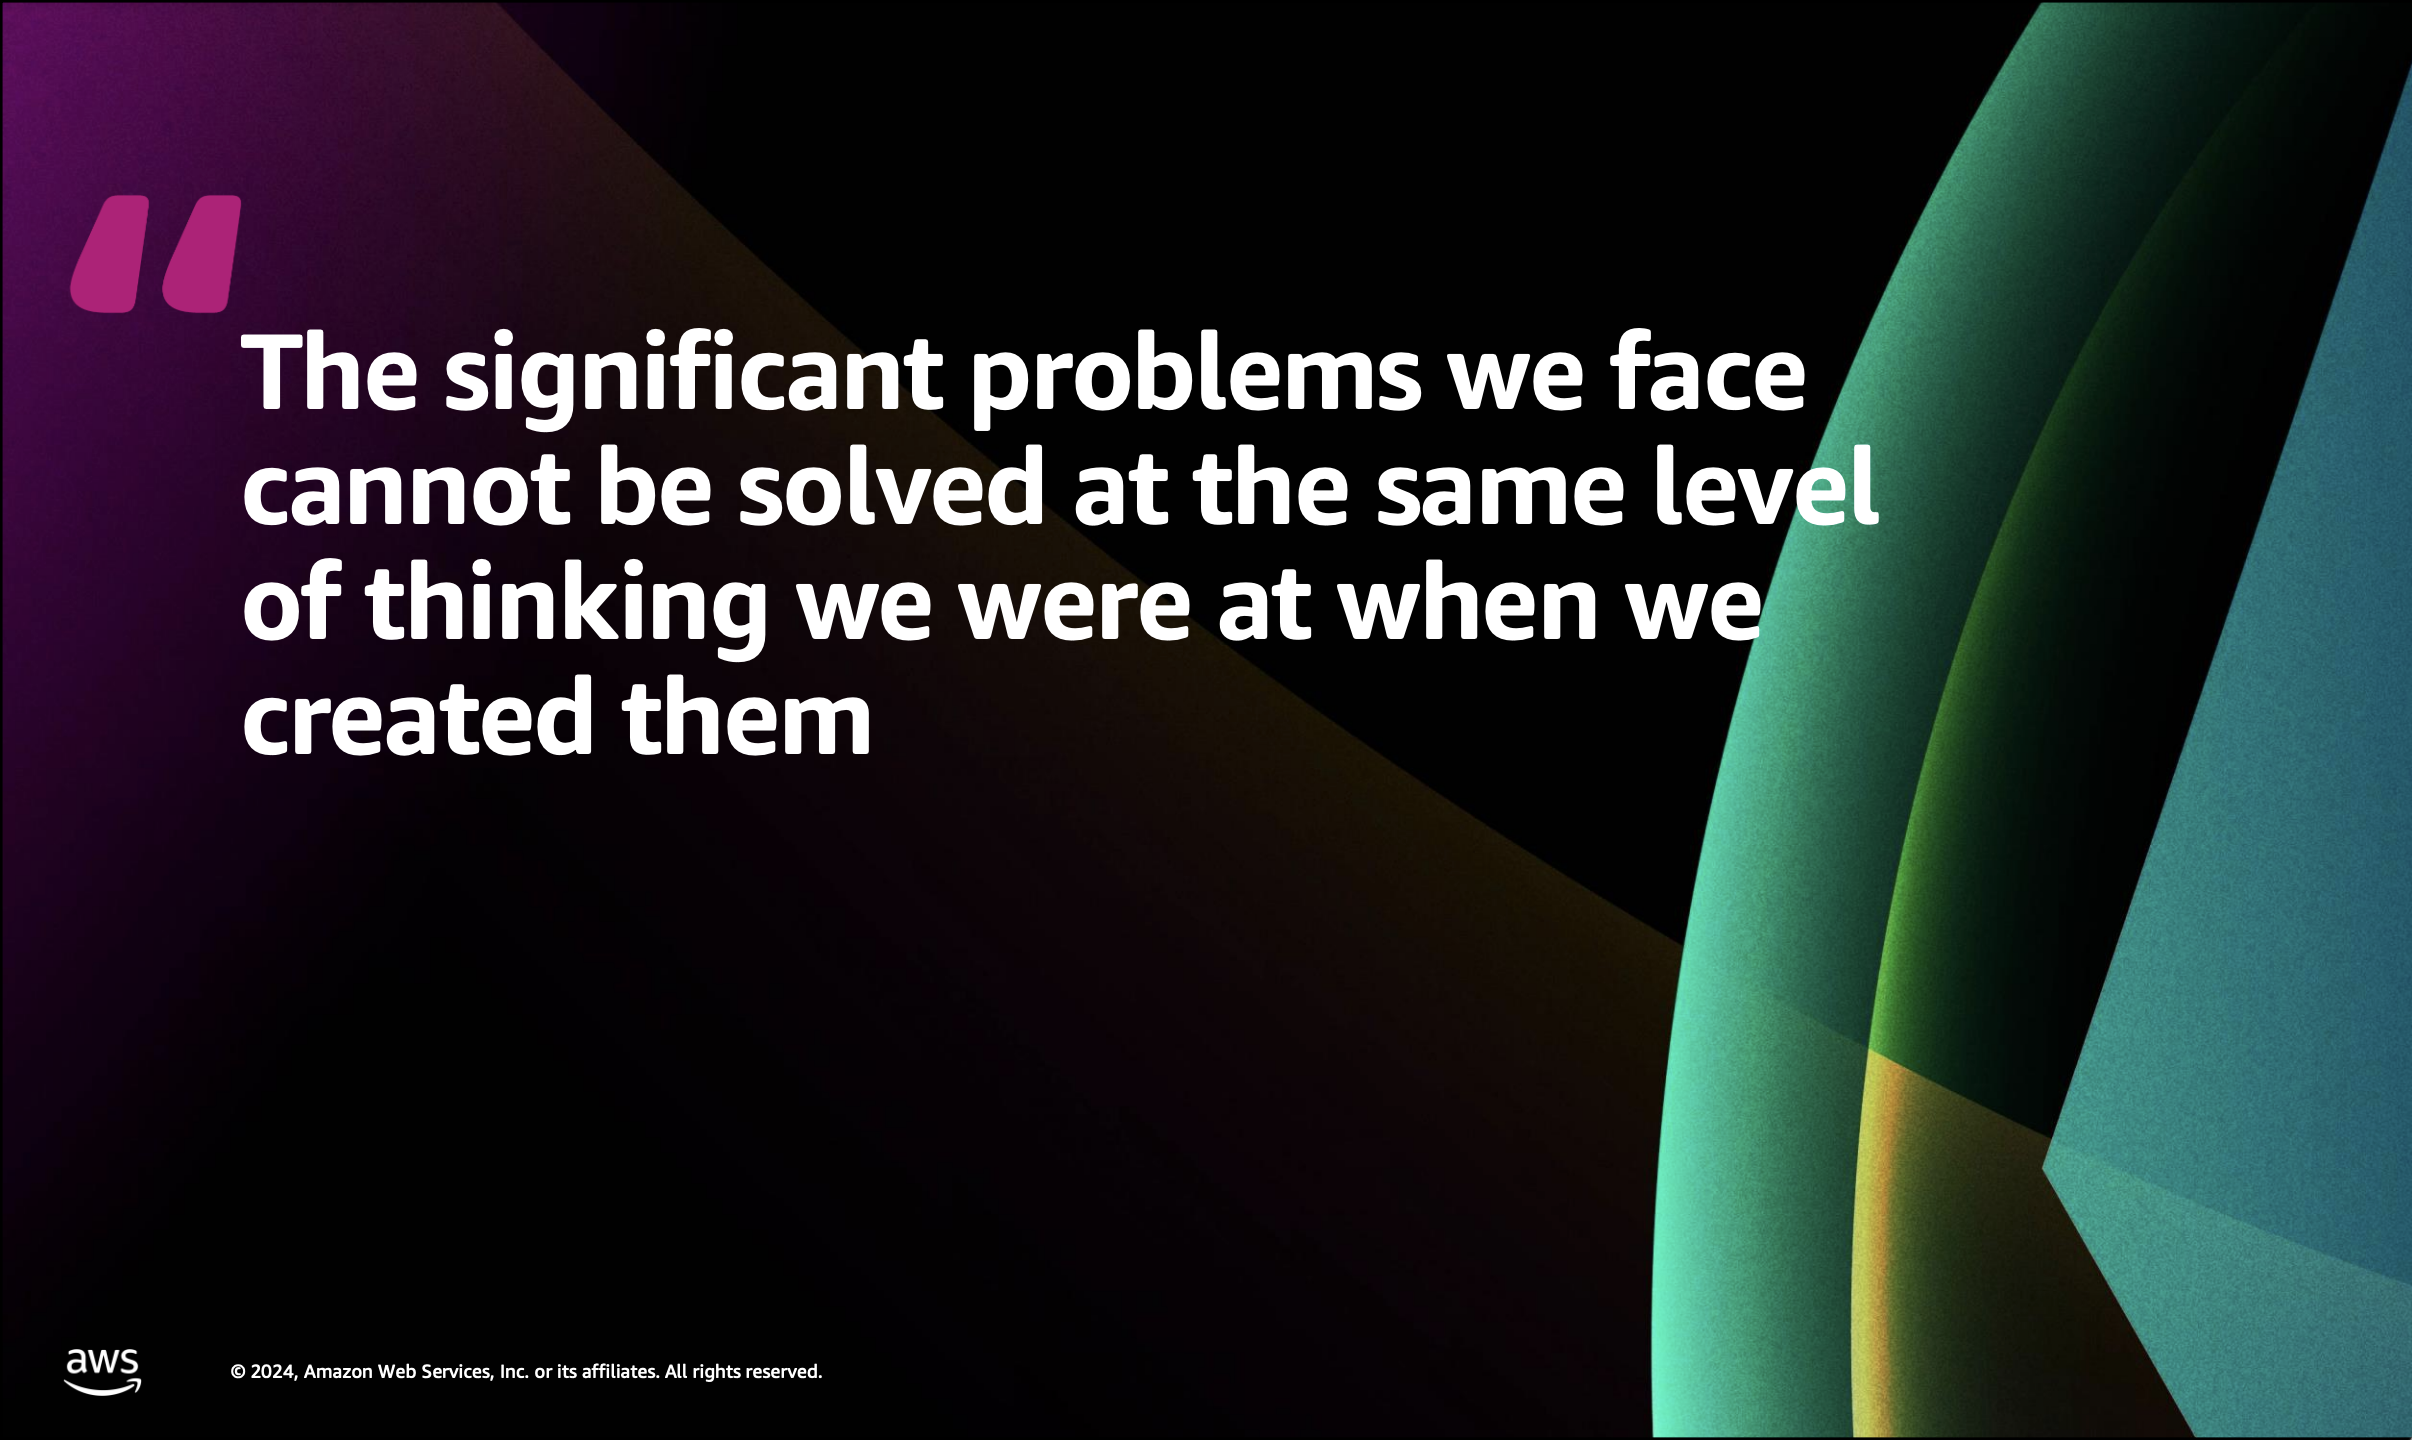 “
The significant problems we face
cannot be solved at the same level
of thinking we were at when we
created them
aws
© 2024, Amazon Web Services, Inc. or its affiliates. All rights reserved.